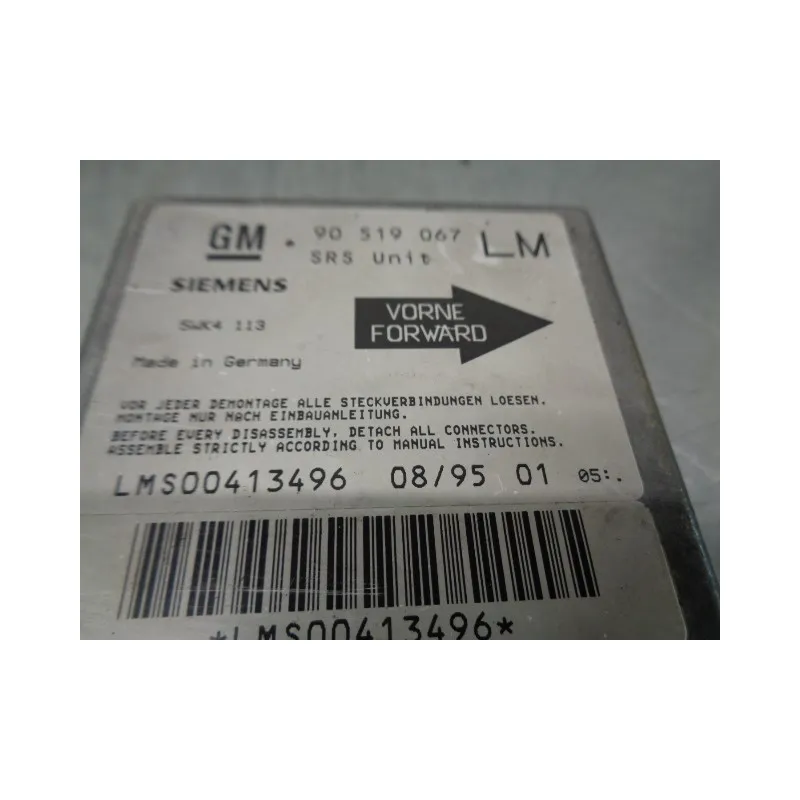 GM . 90 519 067 LM
SRS Unit
SIEMENS
5WK4 113
VORNE
FORWARD
Made in Germany
VOR JEDER DEMONTAGE ALLE STECKVERBINDUNGEN LOESEN.
MONTAGE NUR NACH EINBAUANLEITUNG.
BEFORE EVERY DISASSEMBLY, DETACH ALL CONNECTORS.
ASSEMBLE STRICTLY ACCORDING TO MANUAL INSTRUCTIONS.
LMS00413496 08/95 01 05:.
*LMS00413496*